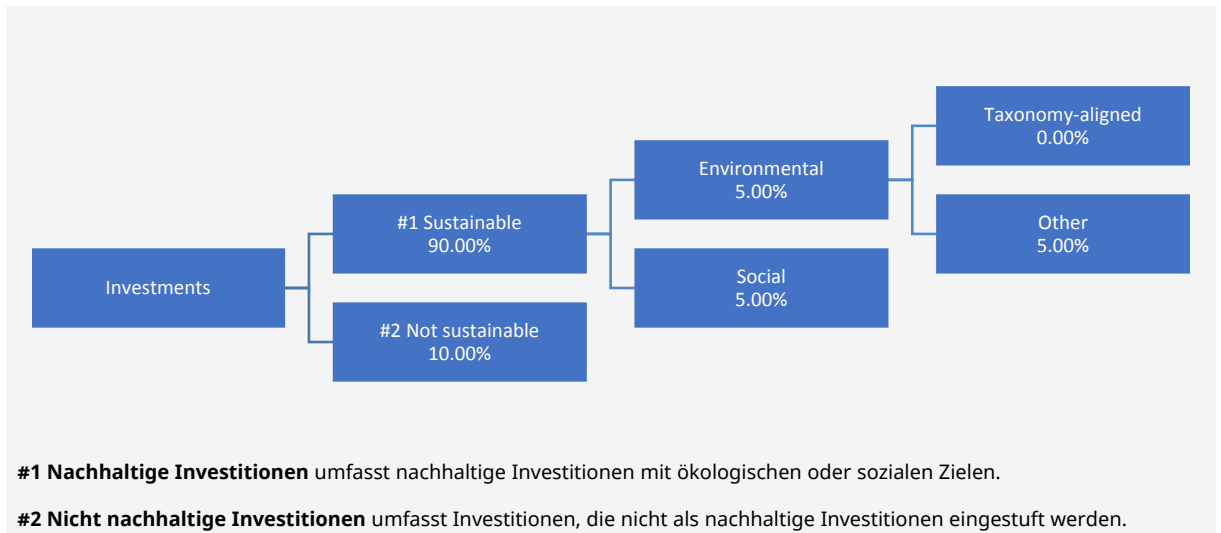 Taxonomy-aligned
0.00%
Environmental
5.00%
#1 Sustainable
90.00%
Other
5.00%
Investments
Social
5.00%
#2 Not sustainable
10.00%
#1 Nachhaltige Investitionen umfasst nachhaltige Investitionen mit ökologischen oder sozialen Zielen.
#2 Nicht nachhaltige Investitionen umfasst Investitionen, die nicht als nachhaltige Investitionen eingestuft werden.